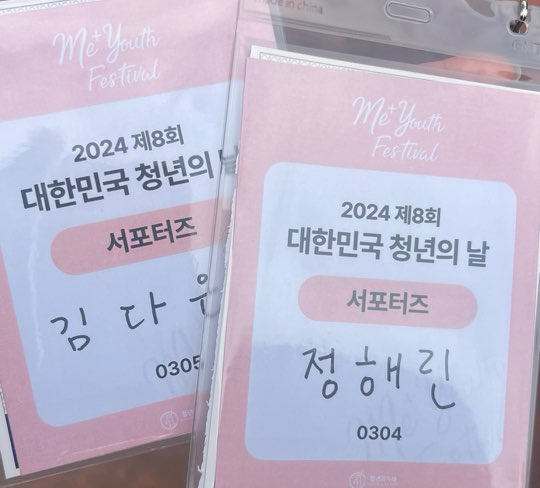 Me+Youth
Festival
2024 제8회
대한민국 청년의
서포터즈
김 다
0305
made in china
Me+Youth
Festival
2024 제8회
대한민국 청년의 날
서포터즈
정해린
0304